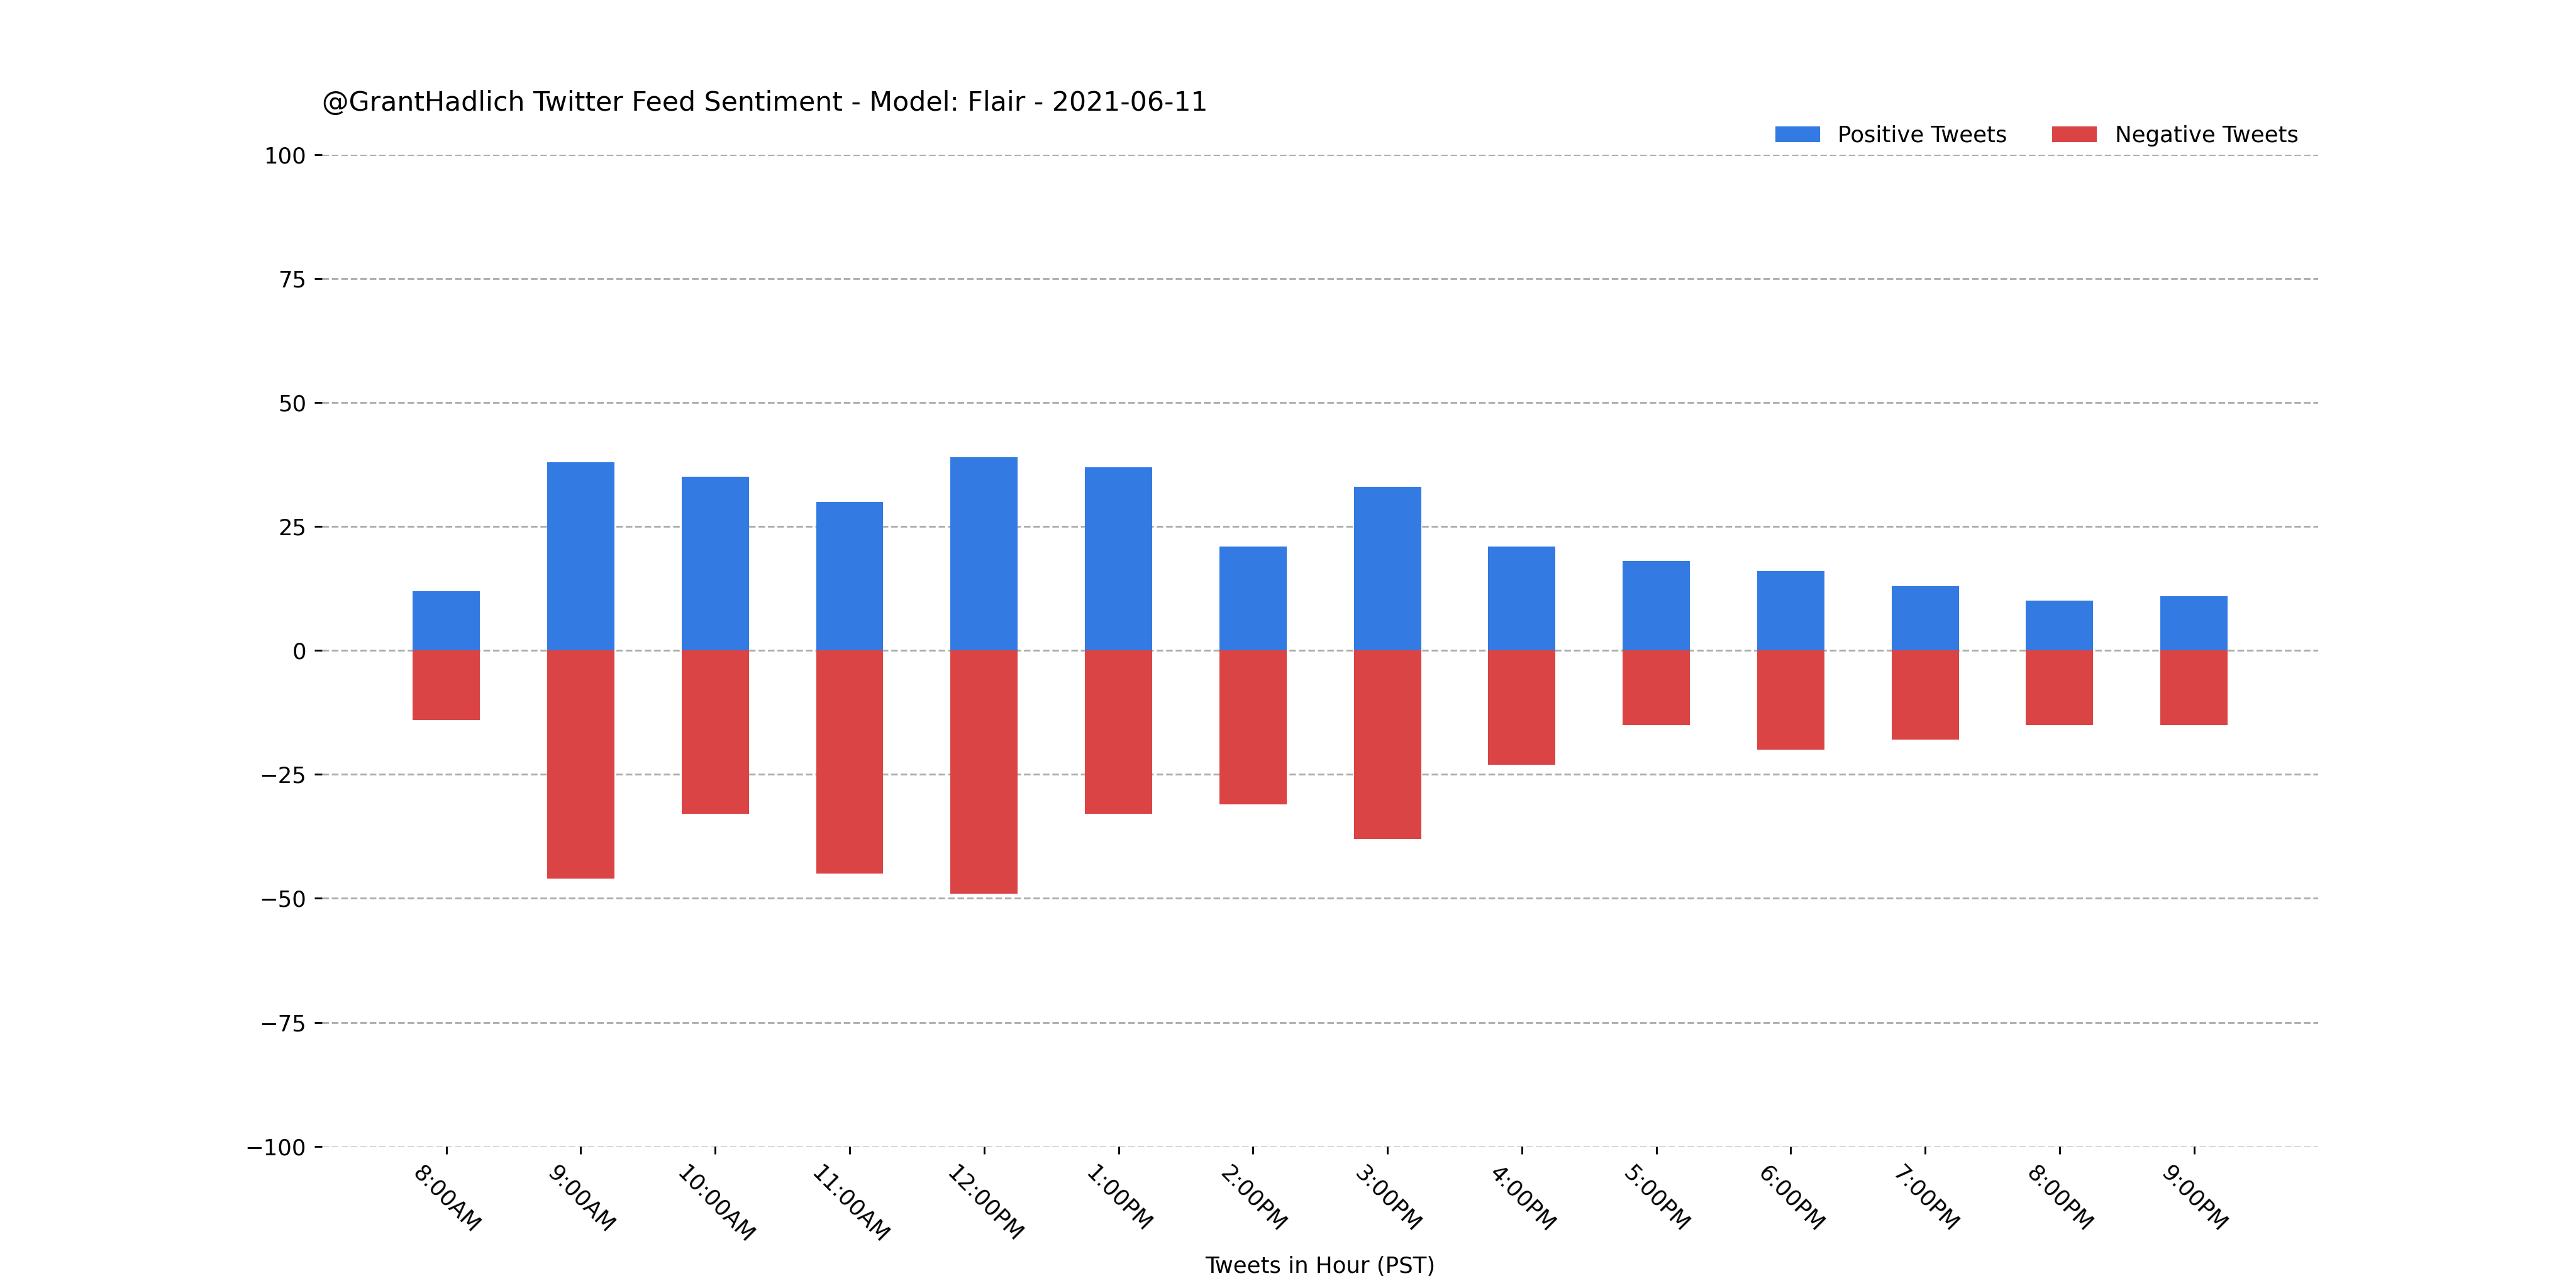 @GrantHadlich Twitter Feed Sentiment - Model: Flair - 2021-06-11
Positive Tweets Negative Tweets
100
75
50
25
0
−25
−50
−75
−100
8:00AM 9:00AM 10:00AM 11:00AM 12:00PM 1:00PM 2:00PM 3:00PM 4:00PM 5:00PM 6:00PM 7:00PM 8:00PM 9:00PM
Tweets in Hour (PST)